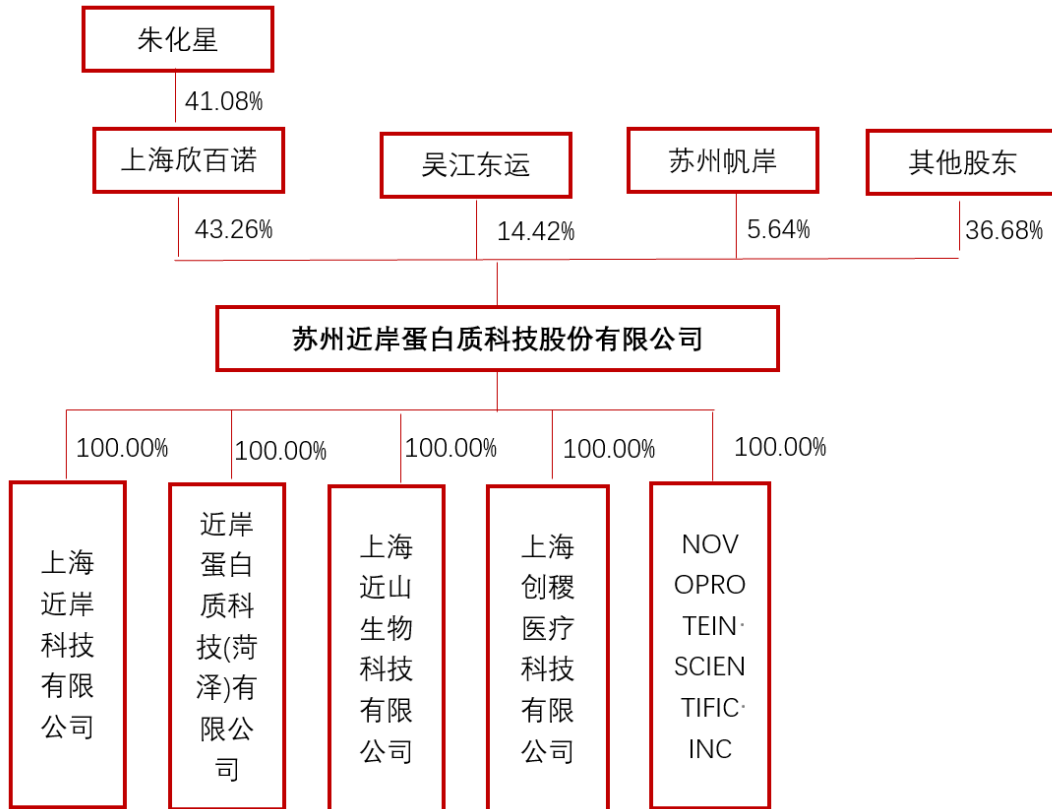 朱化星
41.08%
上海欣百诺
吴江东运
苏州帆岸
其他股东
43.26%
14.42%
5.64%
36.68%
苏州近岸蛋白质科技股份有限公司
100.00%
100.00%
100.00%
100.00%
100.00%
上海
近岸
科技
有限
公司
近岸
蛋白
质科
技(菏
泽)有
限公
司
上海
近山
生物
科技
有限
公司
上海
创稷
医疗
科技
有限
公司
NOV
OPRO
TEIN·
SCIEN
TIFIC·
INC